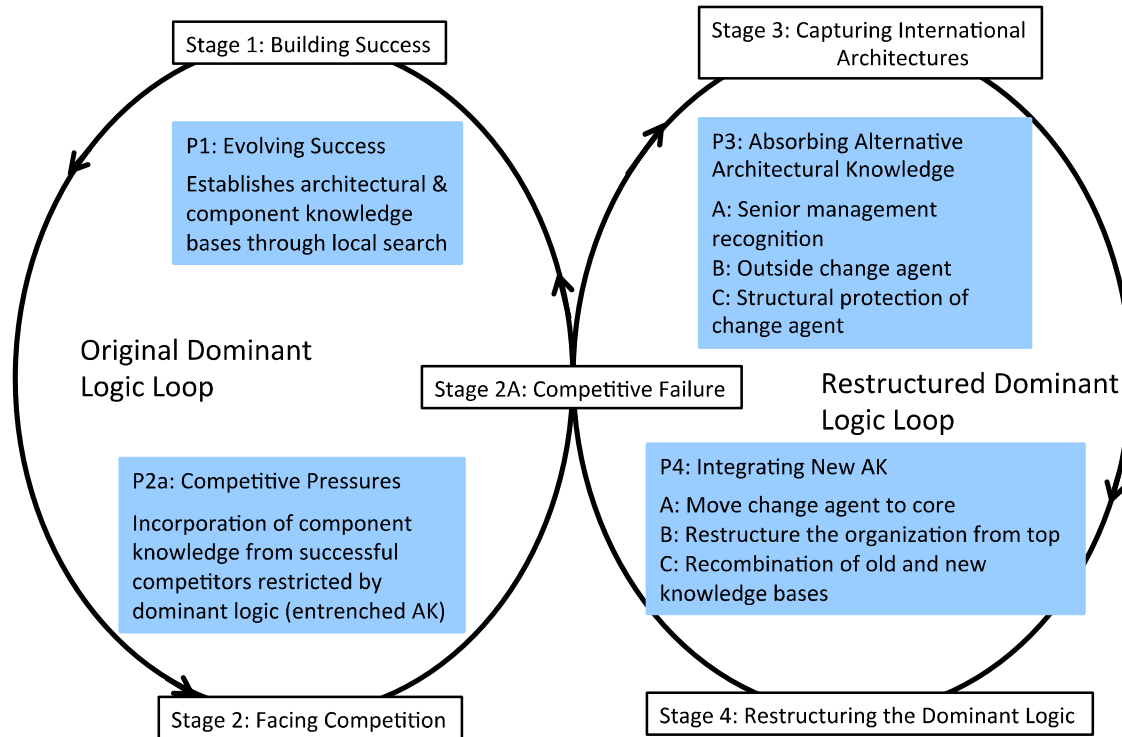 Stage 1: Building Success
P1: Evolving Success
Establishes architectural &
component knowledge
bases through local search
Original Dominant
Logic Loop
P2a: Competitive Pressures
Incorporation of component
knowledge from successful
competitors restricted by
dominant logic (entrenched AK)
Stage 2: Facing Competition
Stage 2A: Competitive Failure
Stage 3: Capturing International
Architectures
P3: Absorbing Alternative
Architectural Knowledge
A: Senior management
recognition
B: Outside change agent
C: Structural protection of
change agent
Restructured Dominant
Logic Loop
P4: Integrating New AK
A: Move change agent to core
B: Restructure the organization from top
C: Recombination of old and new
knowledge bases
Stage 4: Restructuring the Dominant Logic